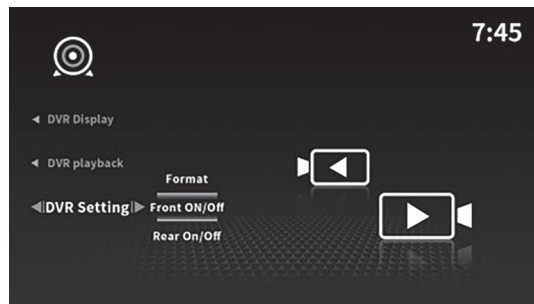 7:45
DVR Display
DVR playback
Format
DVR Setting
Front ON/Off
Rear On/Off